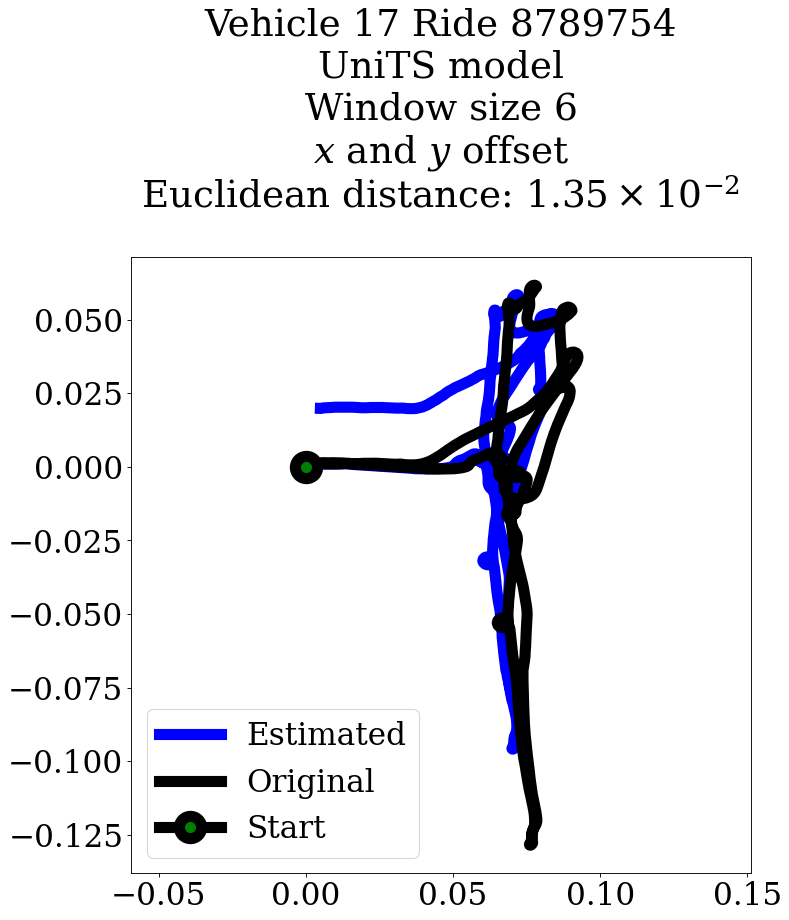 Vehicle 17 Ride 8789754
UniTS model
Window size 6
x and y offset
Euclidean distance: 1.35 × 10⁻²
0.050
0.025
0.000
−0.025
−0.050
−0.075
−0.100
−0.125
Estimated
Original
Start
−0.05 0.00 0.05 0.10 0.15